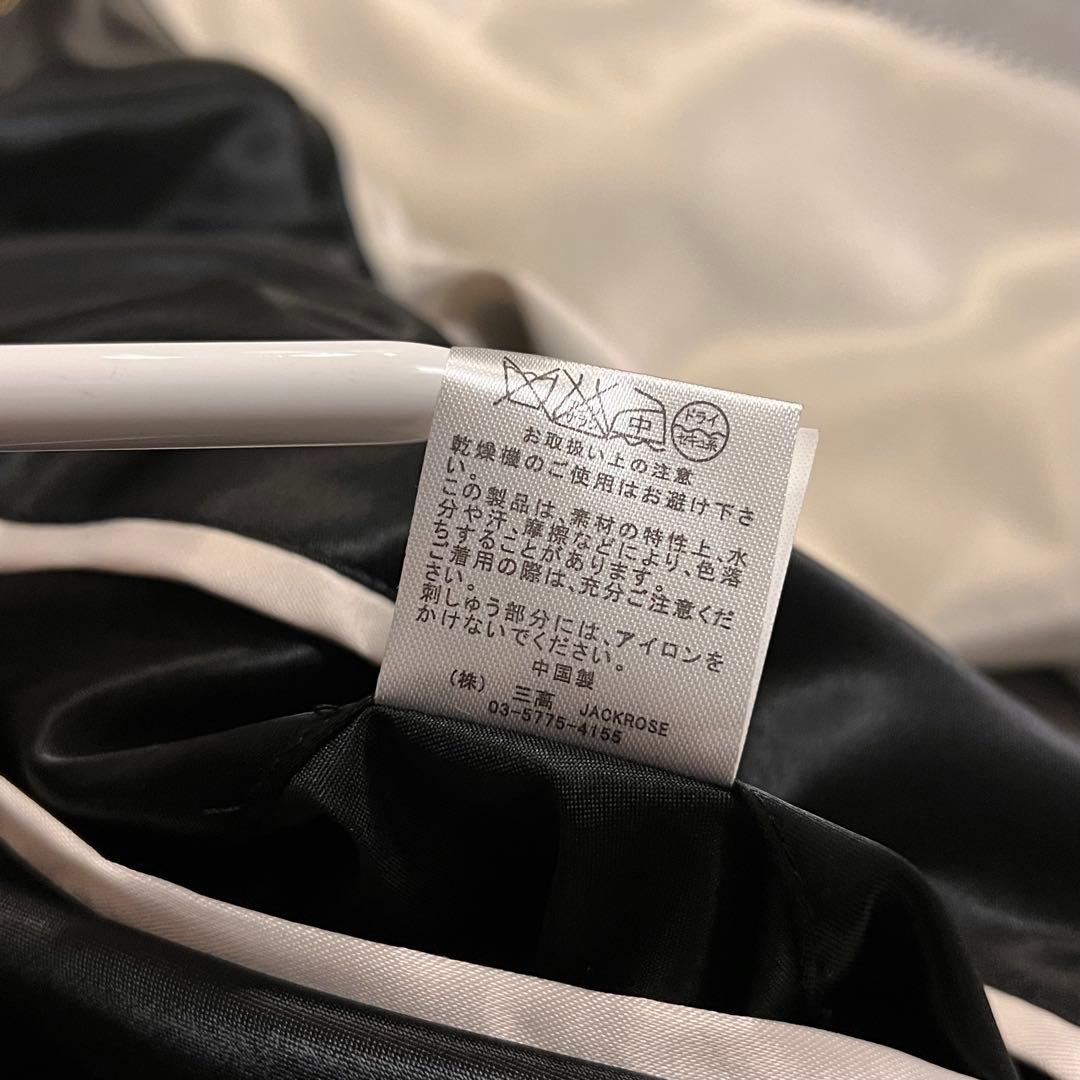 中 ドライ
お取扱い上の注意
乾燥機のご使用はお避け下さ
い。
この製品は、素材の特性上、水
分や汗、摩擦などにより、色落
ちすることがあります。
ご着用の際は、充分ご注意くだ
さい。
刺しゅう部分には、アイロンを
かけないでください。
中国製
(株) 三高 JACKROSE
03-5775-4155